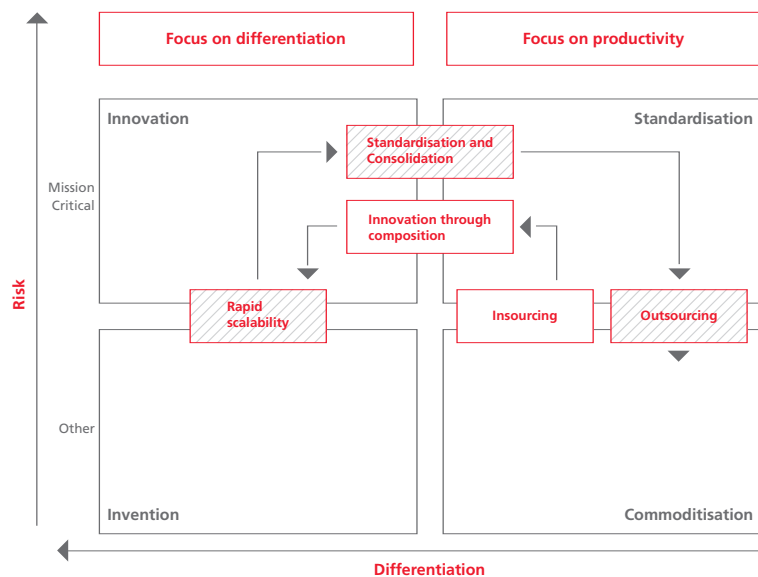 Focus on differentiation
Focus on productivity
Innovation
Standardisation
Standardisation and
Consolidation
Mission
Critical
Innovation through
composition
Risk
Rapid
scalability
Insourcing
Outsourcing
Other
Invention
Commoditisation
Differentiation